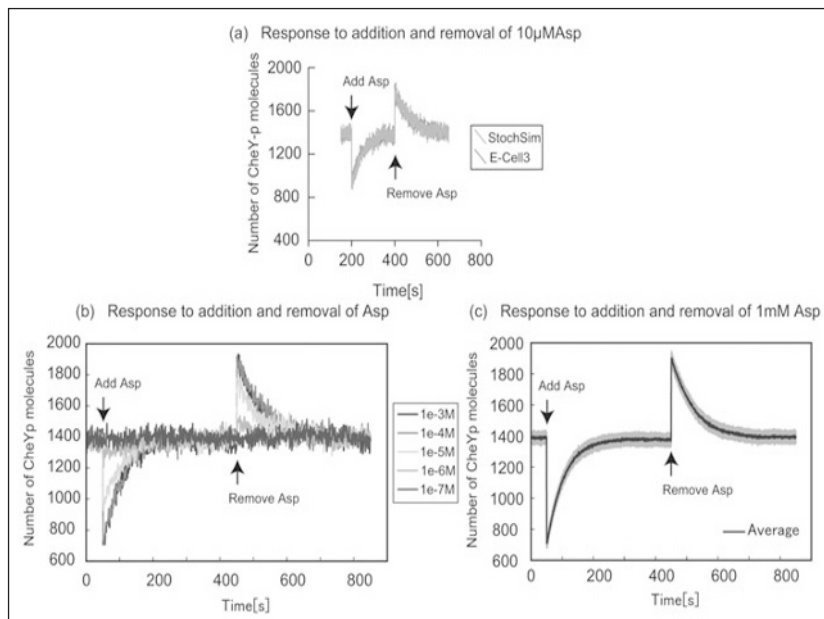 (a) Response to addition and removal of 10μMAsp
Number of CheY-p molecules
2000
1600
1200
800
400
0 200 400 600 800
Time[s]
Add Asp
Remove Asp
StochSim
E-Cell3
(b) Response to addition and removal of Asp
Number of CheYp molecules
2000
1800
1600
1400
1200
1000
800
600
0 200 400 600 800
Time[s]
Add Asp
Remove Asp
1e-3M
1e-4M
1e-5M
1e-6M
1e-7M
(c) Response to addition and removal of 1mM Asp
Number of CheYp molecules
2000
1800
1600
1400
1200
1000
800
600
0 200 400 600 800
Time[s]
Add Asp
Remove Asp
Average